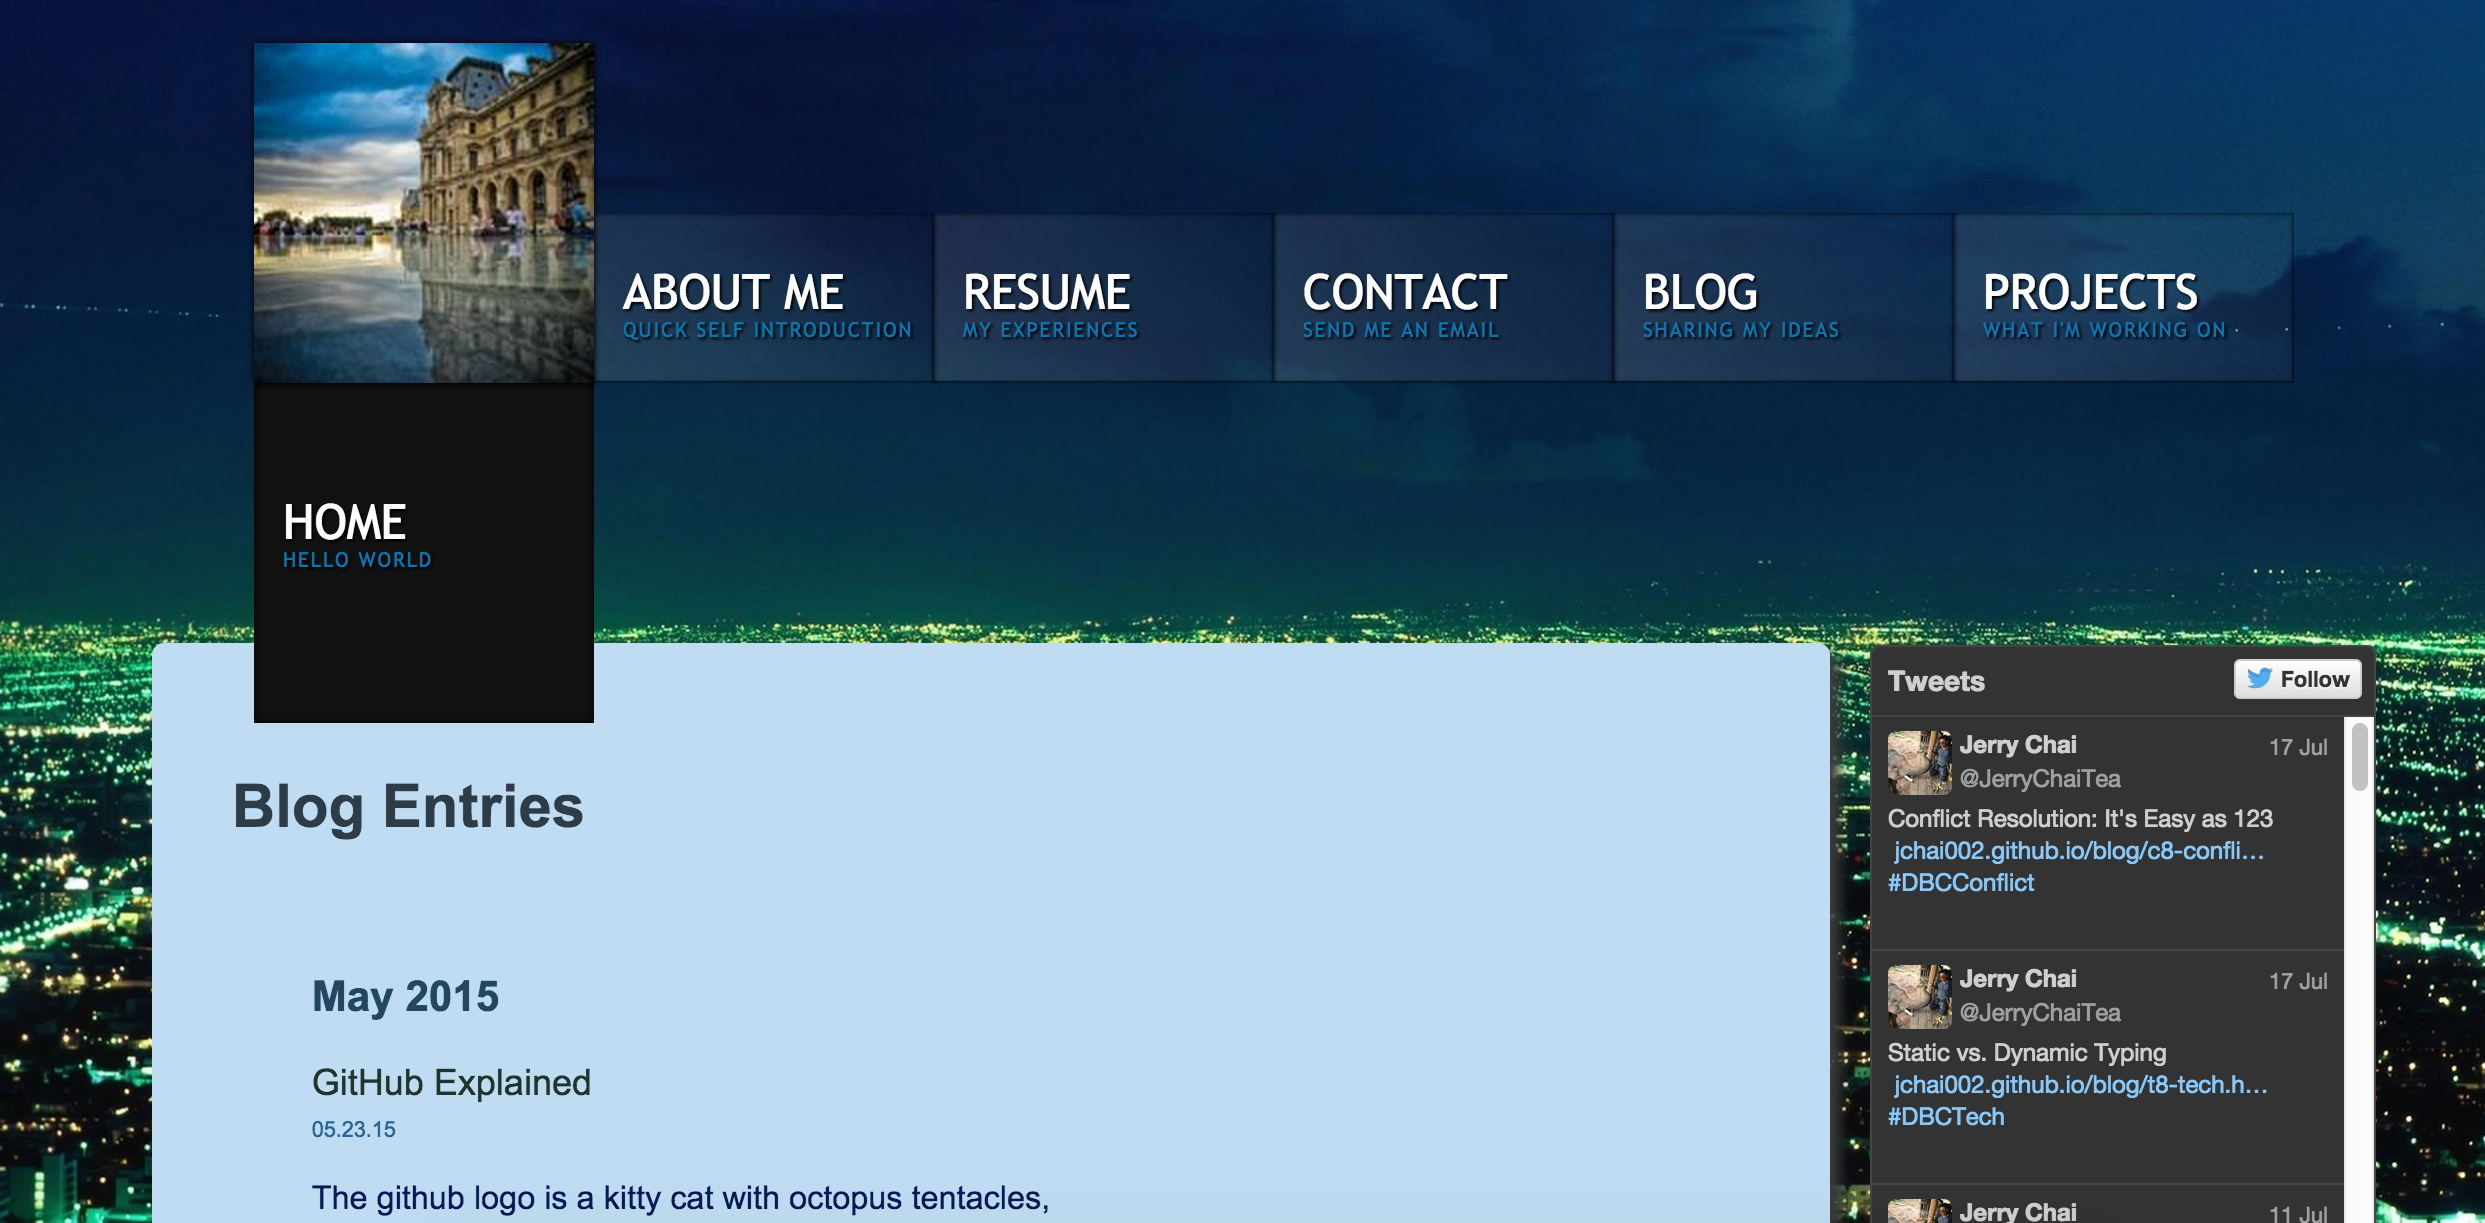 ABOUT ME
QUICK SELF INTRODUCTION
RESUME
MY EXPERIENCES
CONTACT
SEND ME AN EMAIL
BLOG
SHARING MY IDEAS
PROJECTS
WHAT I'M WORKING ON
HOME
HELLO WORLD
Blog Entries
May 2015
GitHub Explained
05.23.15
The github logo is a kitty cat with octopus tentacles,
Tweets
Follow
Jerry Chai
17 Jul
@JerryChaiTea
Conflict Resolution: It's Easy as 123
jchai002.github.io/blog/c8-confli…
#DBCConflict
Jerry Chai
17 Jul
@JerryChaiTea
Static vs. Dynamic Typing
jchai002.github.io/blog/t8-tech.h…
#DBCTech
Jerry Chai
11 Jul